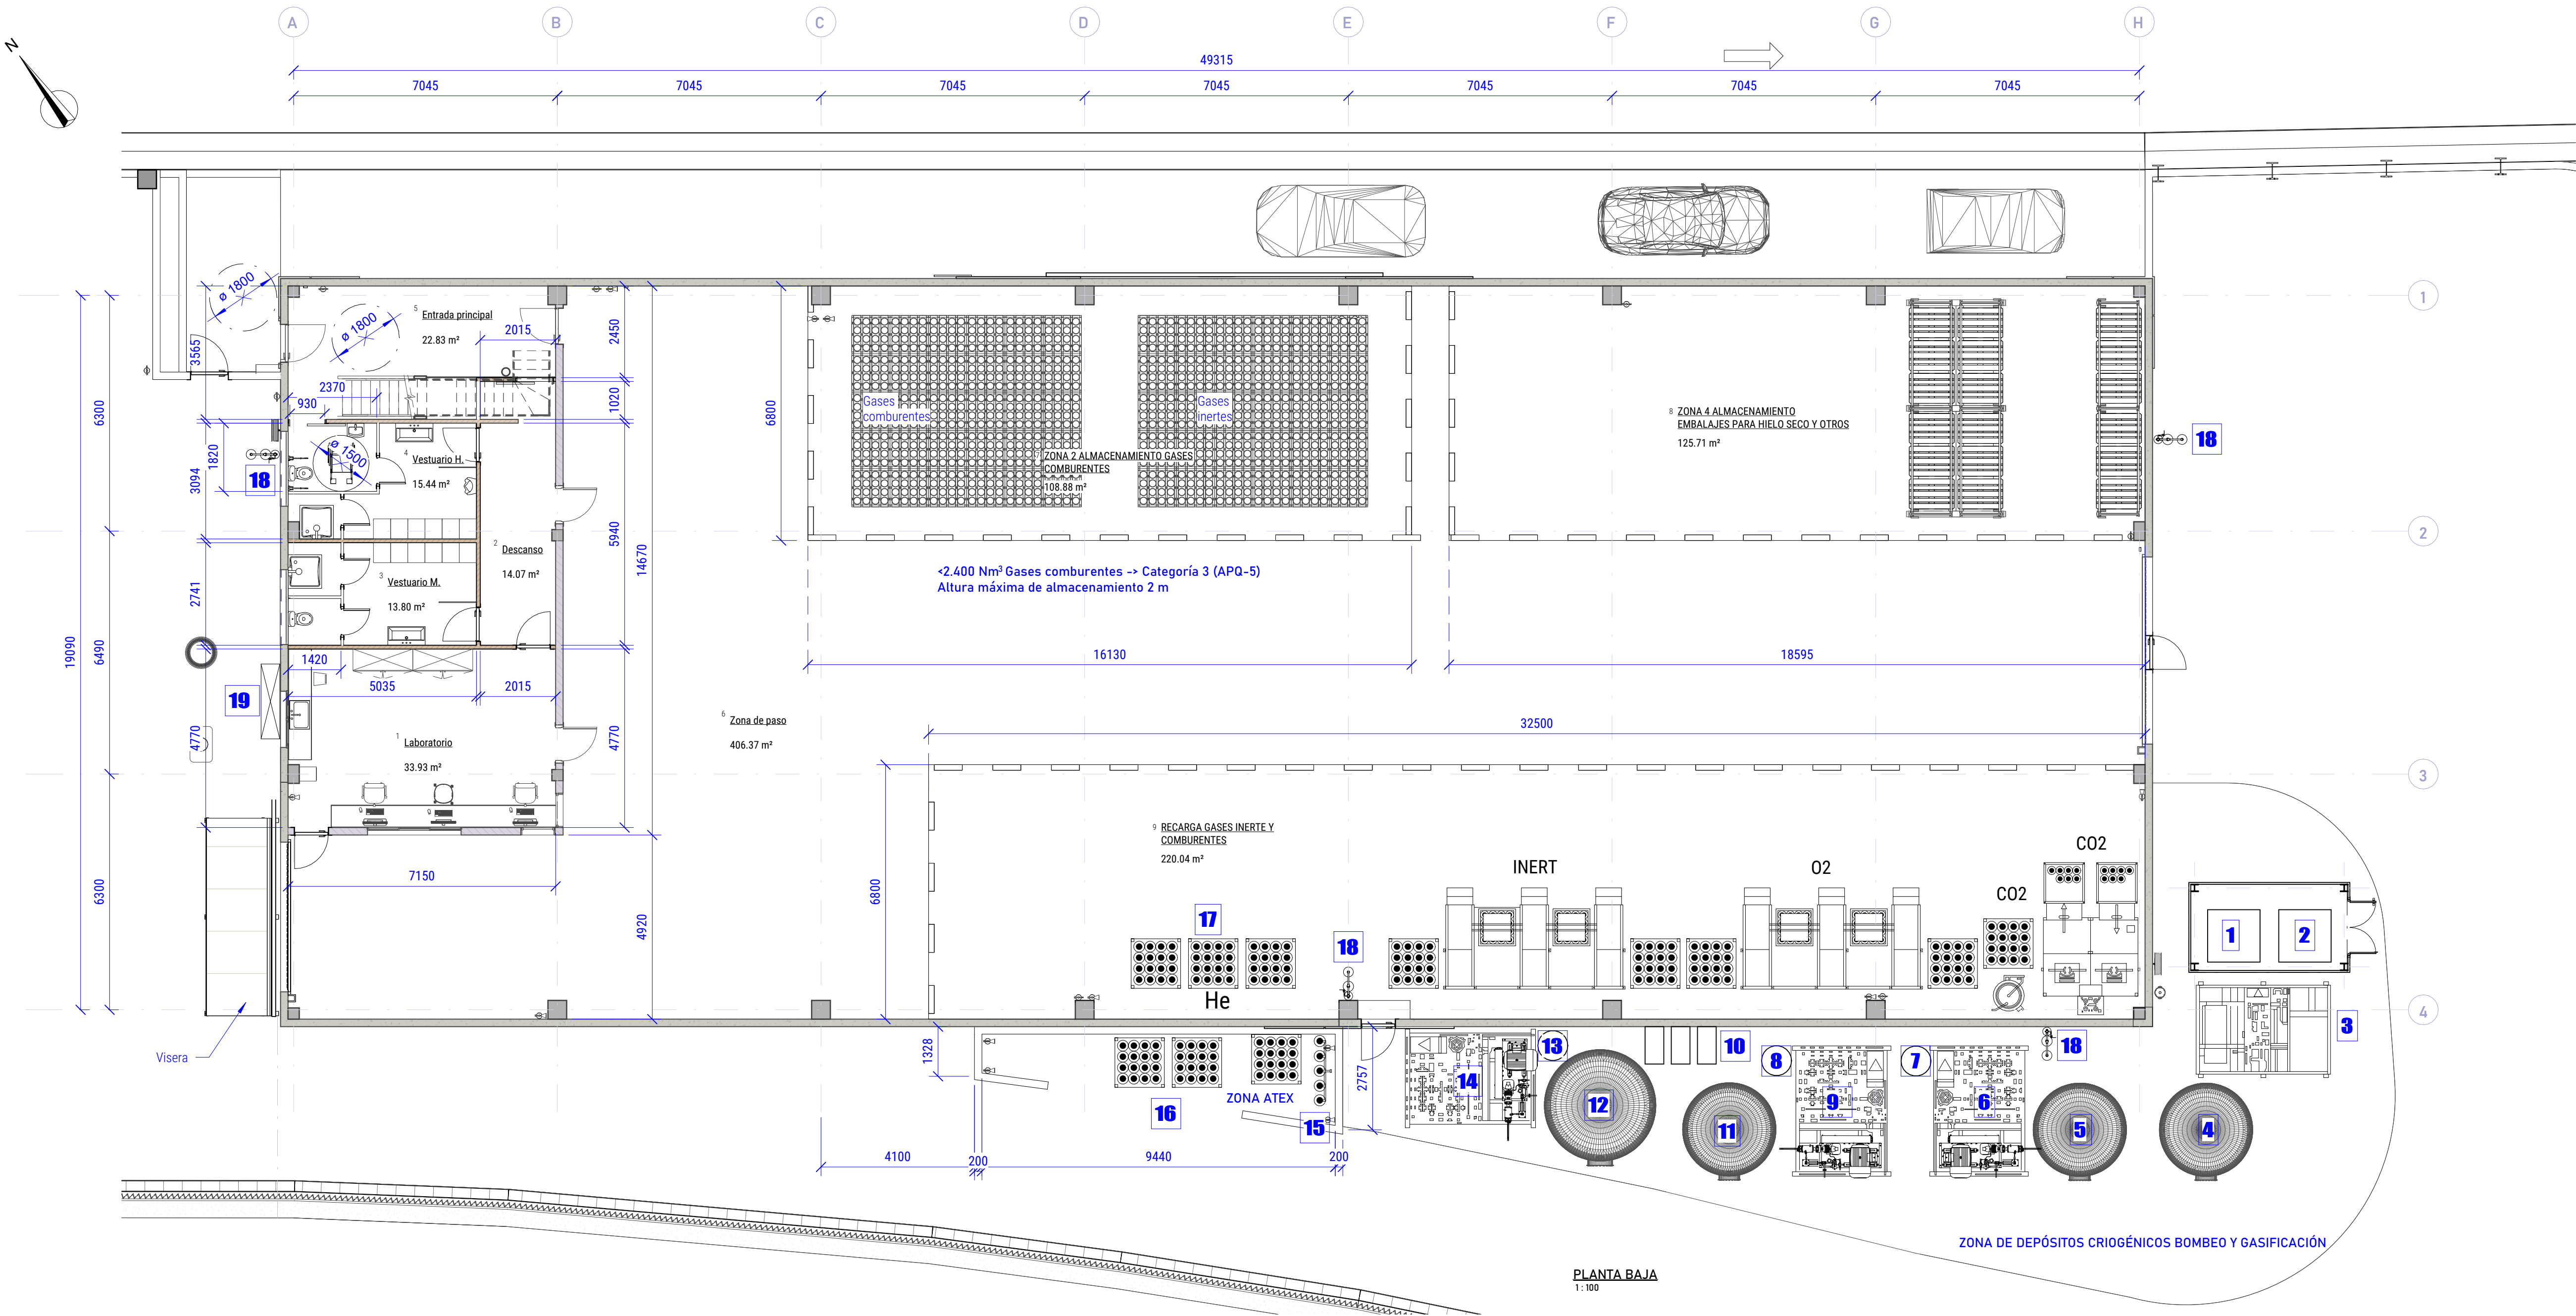 A B C D E F G H
N
49315
7045 7045 7045 7045 7045 7045 7045
ø 1800
ø 1800
5 Entrada principal
22.83 m²
2015
2450
3565
2370
930
1020
6300
1820
3094
ø 1500
4 Vestuario H.
15.44 m²
18
5940
14670
2 Descanso
14.07 m²
3 Vestuario M.
13.80 m²
2741
19090
6490
1420
5035
2015
19
4770
4770
1 Laboratorio
33.93 m²
6300
7150
4920
Visera
6 Zona de paso
406.37 m²
6800
Gases
comburentes
Gases
inertes
7 ZONA 2 ALMACENAMIENTO GASES
COMBURENTES
108.88 m²
<2.400 Nm³ Gases comburentes -> Categoría 3 (APQ-5)
Altura máxima de almacenamiento 2 m
16130
8 ZONA 4 ALMACENAMIENTO
EMBALAJES PARA HIELO SECO Y OTROS
125.71 m²
18
18595
32500
1
2
3
4
9 RECARGA GASES INERTE Y
COMBURENTES
220.04 m²
6800
INERT
O2
CO2
CO2
17
18
He
1
2
3
1328
2757
ZONA ATEX
16
15
14
13
12
11
10
8
9
7
6
18
5
4
4100
200
9440
200
ZONA DE DEPÓSITOS CRIOGÉNICOS BOMBEO Y GASIFICACIÓN
PLANTA BAJA
1 : 100